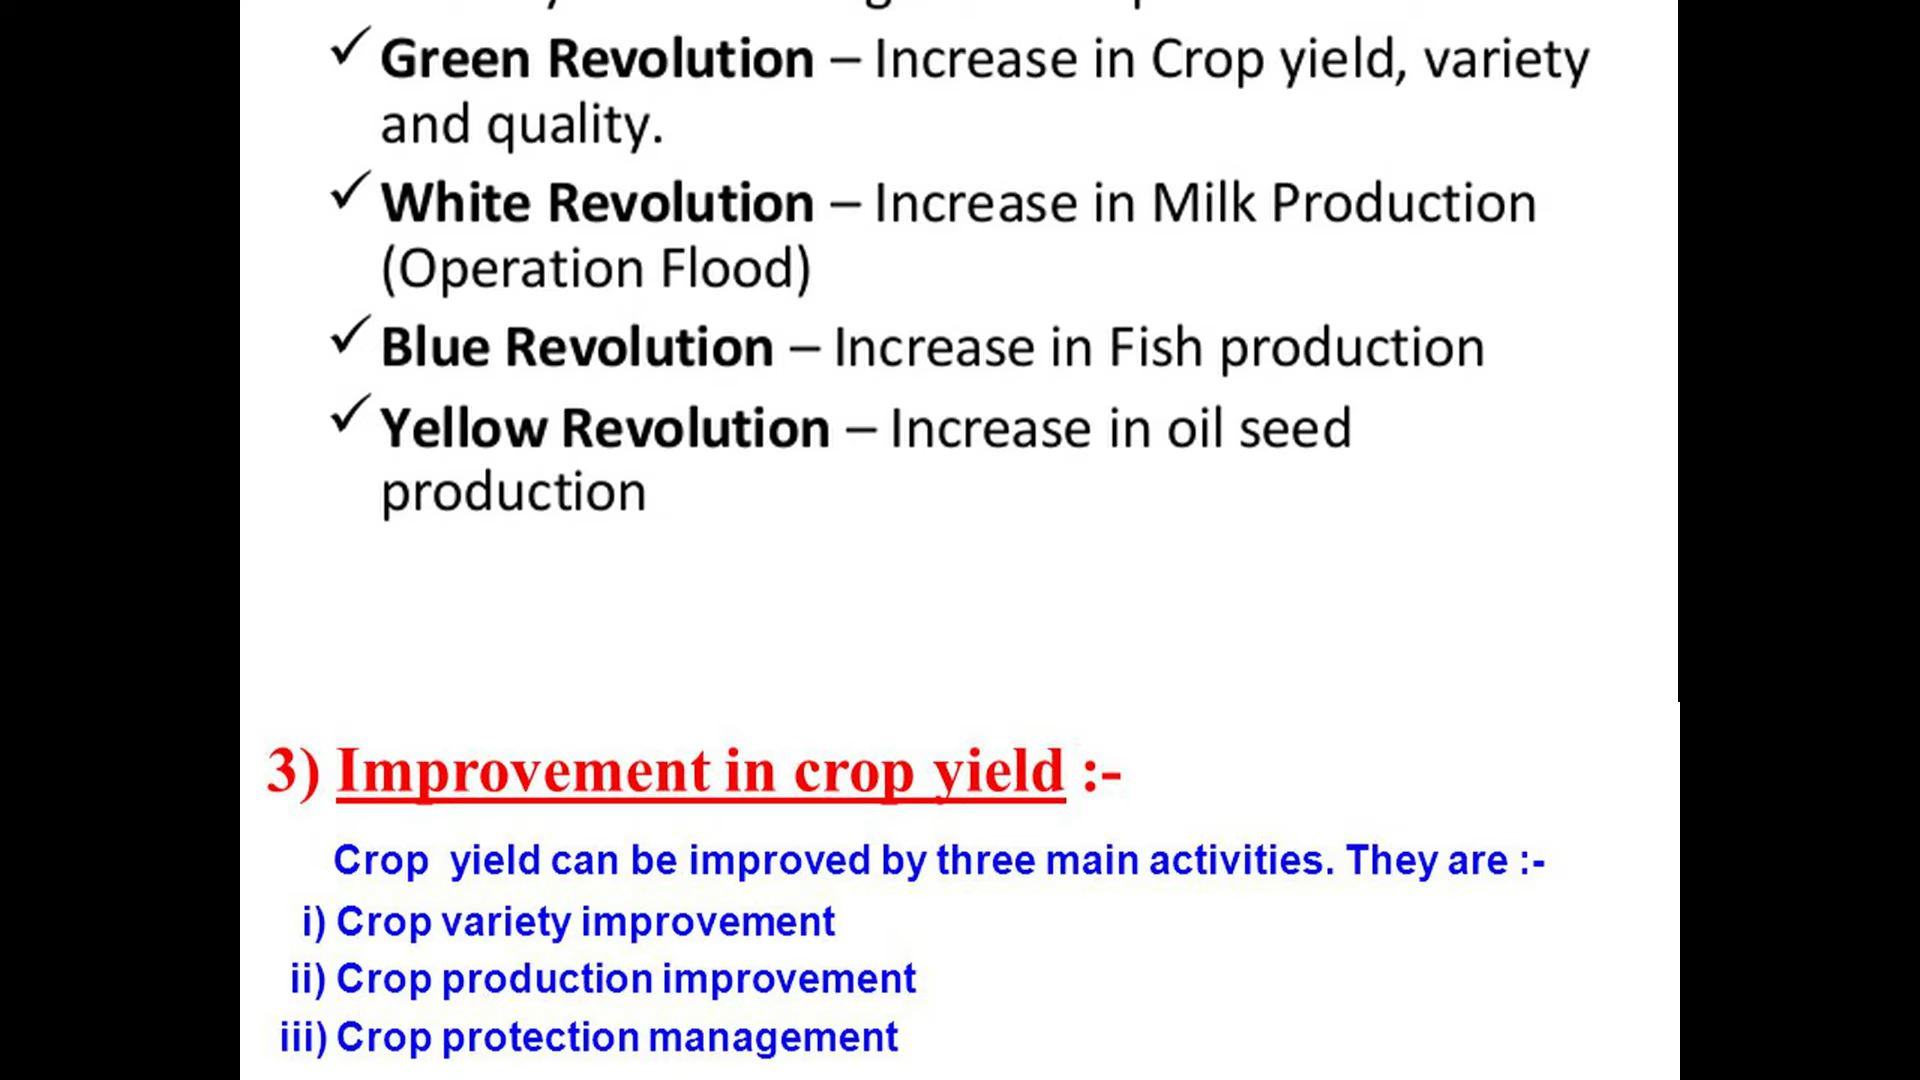 ✓ Green Revolution – Increase in Crop yield, variety
and quality.
✓ White Revolution – Increase in Milk Production
(Operation Flood)
✓ Blue Revolution – Increase in Fish production
✓ Yellow Revolution – Increase in oil seed
production
3) Improvement in crop yield :-
Crop yield can be improved by three main activities. They are :-
i) Crop variety improvement
ii) Crop production improvement
iii) Crop protection management